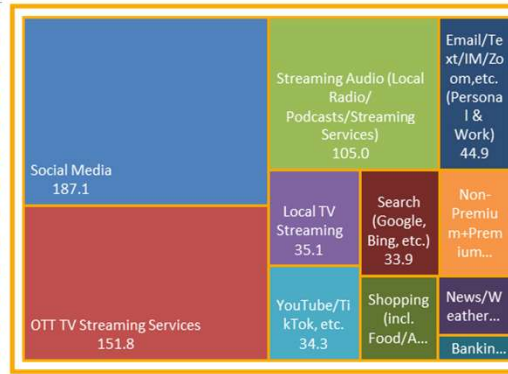 Social Media
187.1
OTT TV Streaming Services
151.8
Streaming Audio (Local
Radio/
Podcasts/Streaming
Services)
105.0
Local TV
Streaming
35.1
YouTube/Ti
kTok, etc.
34.3
Search
(Google,
Bing, etc.)
33.9
Shopping
(incl.
Food/A...
Email/Te
xt/IM/Zo
om,etc.
(Persona
l &
Work)
44.9
Non-
Premiu
m+Prem
ium...
News/W
eather...
Bankin...